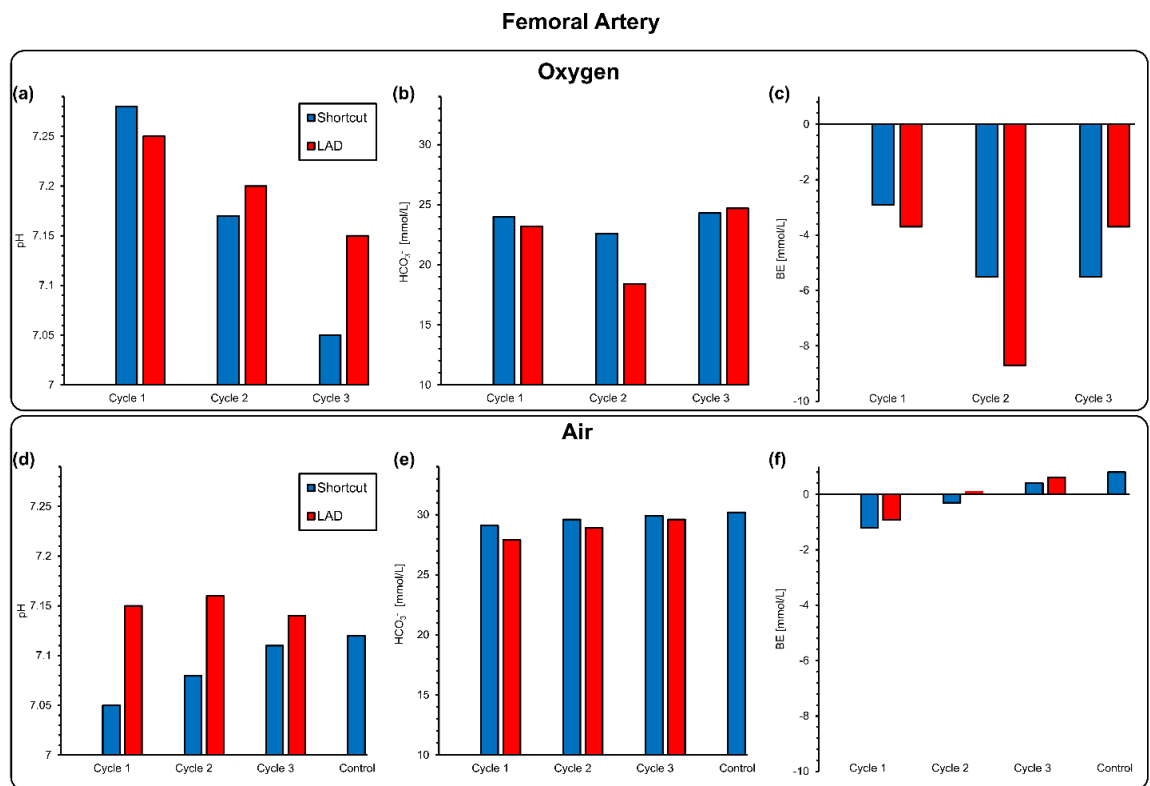 Femoral Artery
Oxygen
(a)
7.25
7.2
7.15
7.1
7.05
7
pH
Shortcut
LAD
Cycle 1
Cycle 2
Cycle 3
(b)
30
25
20
15
10
HCO₃⁻ [mmol/L]
Cycle 1
Cycle 2
Cycle 3
(c)
0
-2
-4
-6
-8
-10
BE [mmol/L]
Cycle 1
Cycle 2
Cycle 3
Air
(d)
7.25
7.2
7.15
7.1
7.05
7
pH
Shortcut
LAD
Cycle 1
Cycle 2
Cycle 3
Control
(e)
30
25
20
15
10
HCO₃⁻ [mmol/L]
Cycle 1
Cycle 2
Cycle 3
Control
(f)
0
-2
-4
-6
-8
-10
BE [mmol/L]
Cycle 1
Cycle 2
Cycle 3
Control